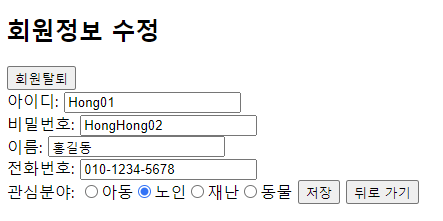 회원정보 수정
회원탈퇴
아이디: Hong01
비밀번호: HongHong02
이름: 홍길동
전화번호: 010-1234-5678
관심분야: 아동 노인 재난 동물 저장 뒤로 가기